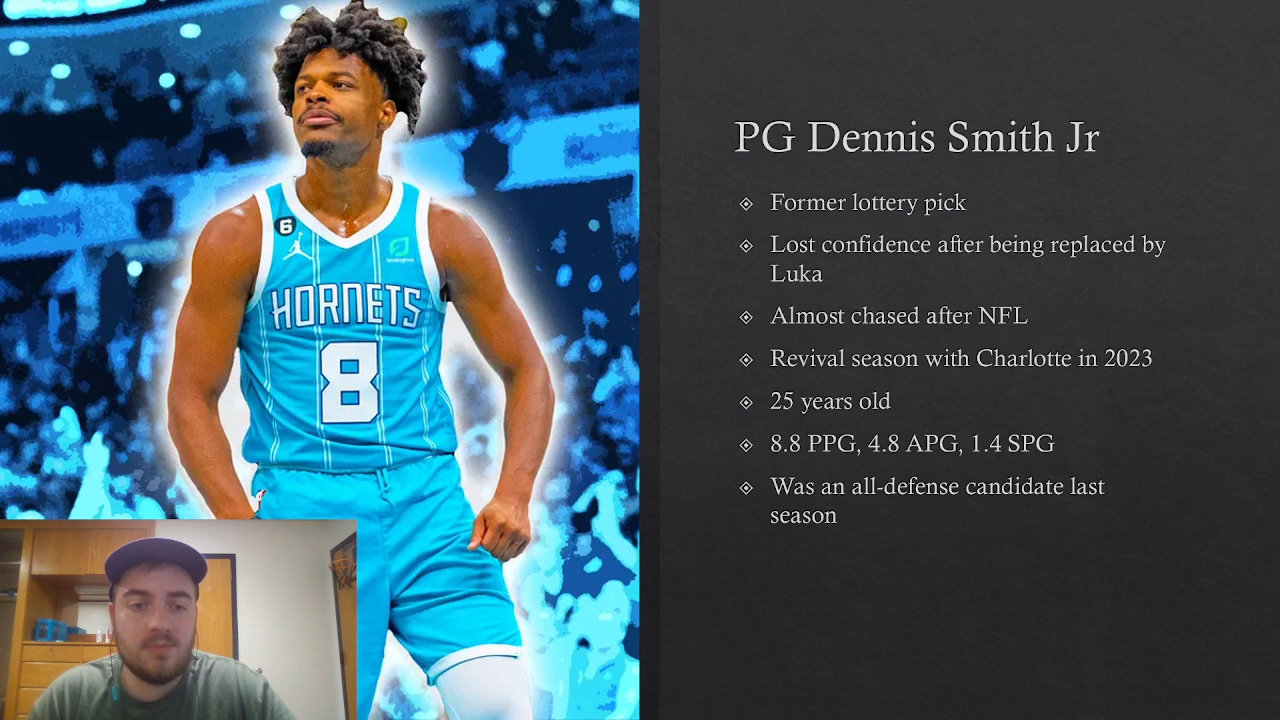 6
HORNETS
8
PG Dennis Smith Jr
Former lottery pick
Lost confidence after being replaced by
Luka
Almost chased after NFL
Revival season with Charlotte in 2023
25 years old
8.8 PPG, 4.8 APG, 1.4 SPG
Was an all-defense candidate last
season